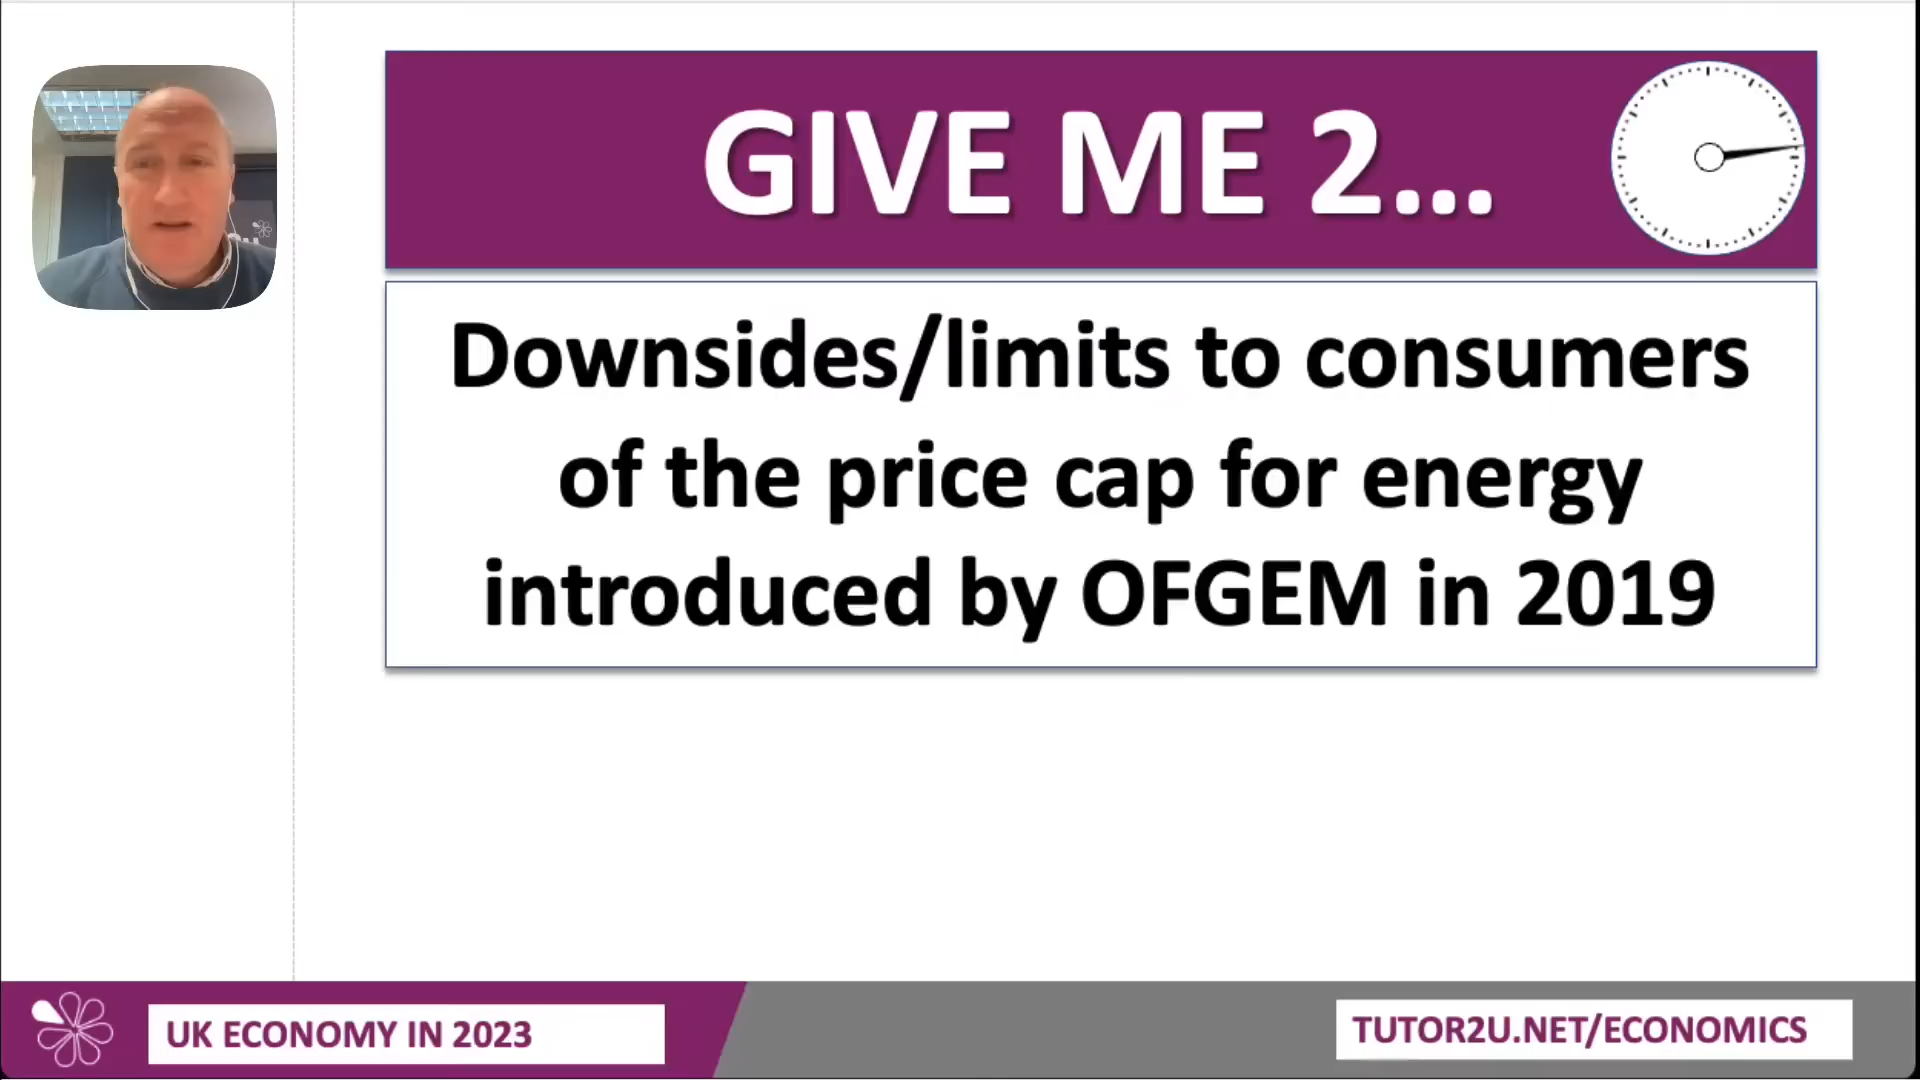 GIVE ME 2...
Downsides/limits to consumers
of the price cap for energy
introduced by OFGEM in 2019
UK ECONOMY IN 2023
TUTOR2U.NET/ECONOMICS